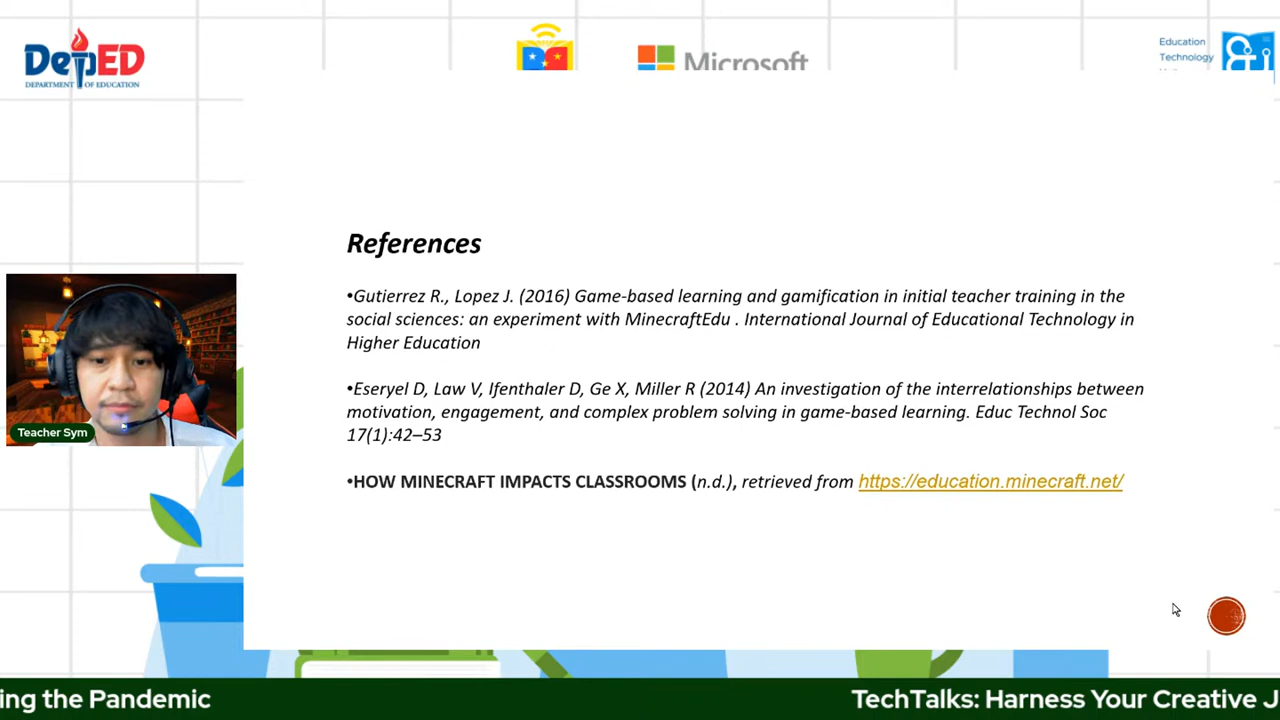 DepED
DEPARTMENT OF EDUCATION
Microsoft
Education
Technology
References
•Gutierrez R., Lopez J. (2016) Game-based learning and gamification in initial teacher training in the
social sciences: an experiment with MinecraftEdu . International Journal of Educational Technology in
Higher Education
•Eseryel D, Law V, Ifenthaler D, Ge X, Miller R (2014) An investigation of the interrelationships between
motivation, engagement, and complex problem solving in game-based learning. Educ Technol Soc
17(1):42–53
•HOW MINECRAFT IMPACTS CLASSROOMS (n.d.), retrieved from https://education.minecraft.net/
Teacher Sym
ing the Pandemic
TechTalks: Harness Your Creative J